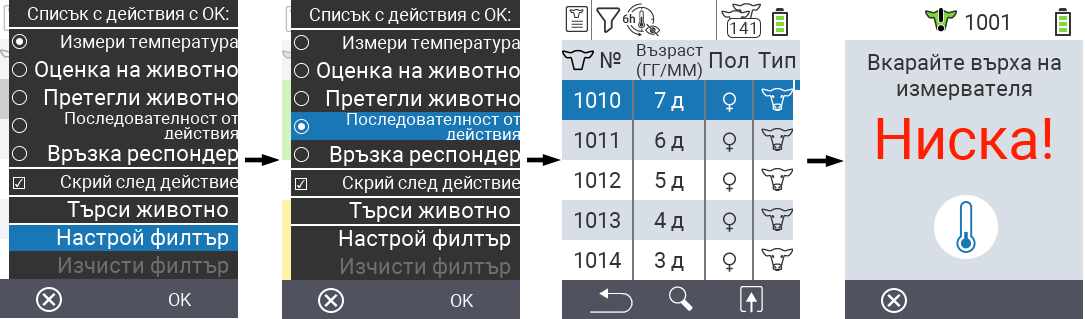 Списък с действия с OK:
Измери температура
Оценка на животно
Претегли животно
Последователност от
действия
Връзка респондер
Скрий след действие
Търси животно
Настрой филтър
Изчисти филтър
OK
Списък с действия с OK:
Измери температура
Оценка на животно
Претегли животно
Последователност от
действия
Връзка респондер
Скрий след действие
Търси животно
Настрой филтър
Изчисти филтър
OK
6h
141
№ Възраст (ГГ/ММ) Пол Тип
1010 7 д
1011 6 д
1012 5 д
1013 4 д
1014 3 д
1001
Вкарайте върха на
измервателя
Ниска!